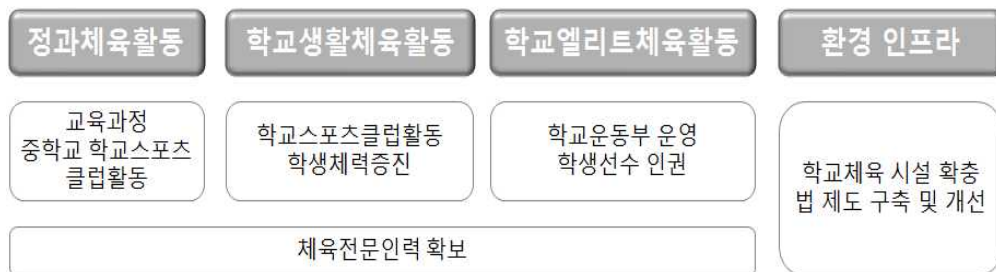 정과체육활동
학교생활체육활동
학교엘리트체육활동
환경 인프라
교육과정
중학교 학교스포츠
클럽활동
학교스포츠클럽활동
학생체력증진
학교운동부 운영
학생선수 인권
학교체육 시설 확충
법 제도 구축 및 개선
체육전문인력 확보